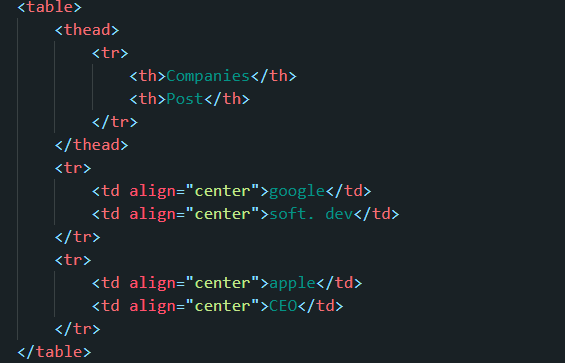 <table>
<thead>
<tr>
<th>Companies</th>
<th>Post</th>
</tr>
</thead>
<tr>
<td align="center">google</td>
<td align="center">soft. dev</td>
</tr>
<tr>
<td align="center">apple</td>
<td align="center">CEO</td>
</tr>
</table>